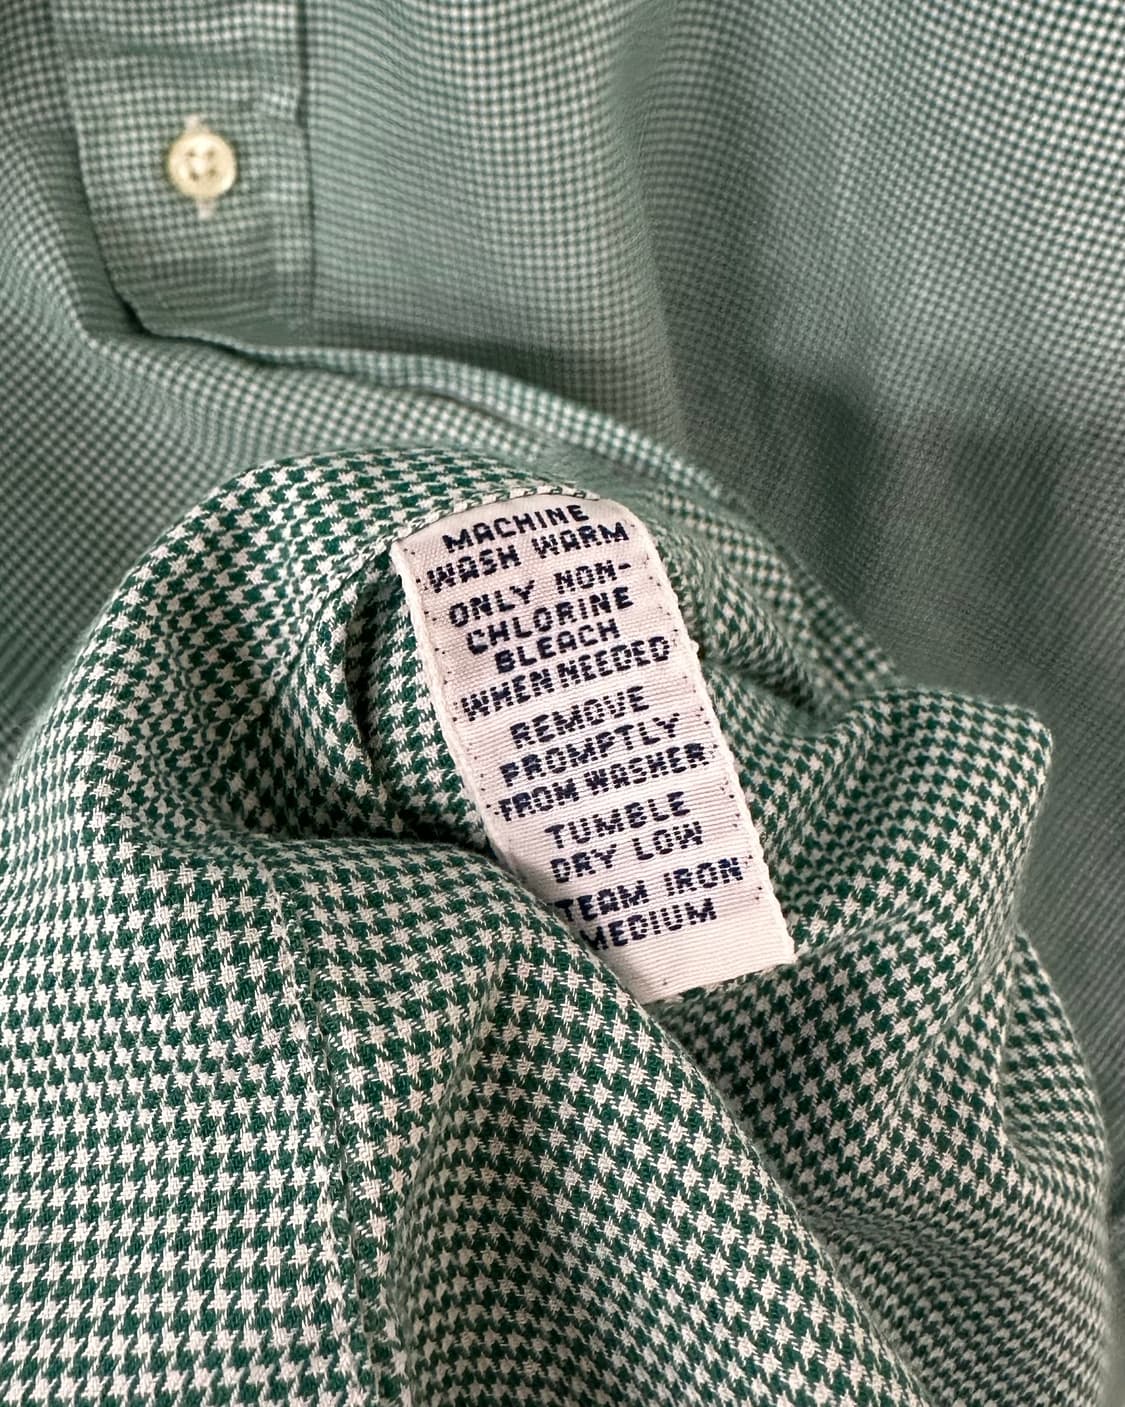 MACHINE
WASH WARM
ONLY NON-
CHLORINE
BLEACH
WHEN NEEDED
REMOVE
PROMPTLY
FROM WASHER
TUMBLE
DRY LOW
TEAM IRON
MEDIUM